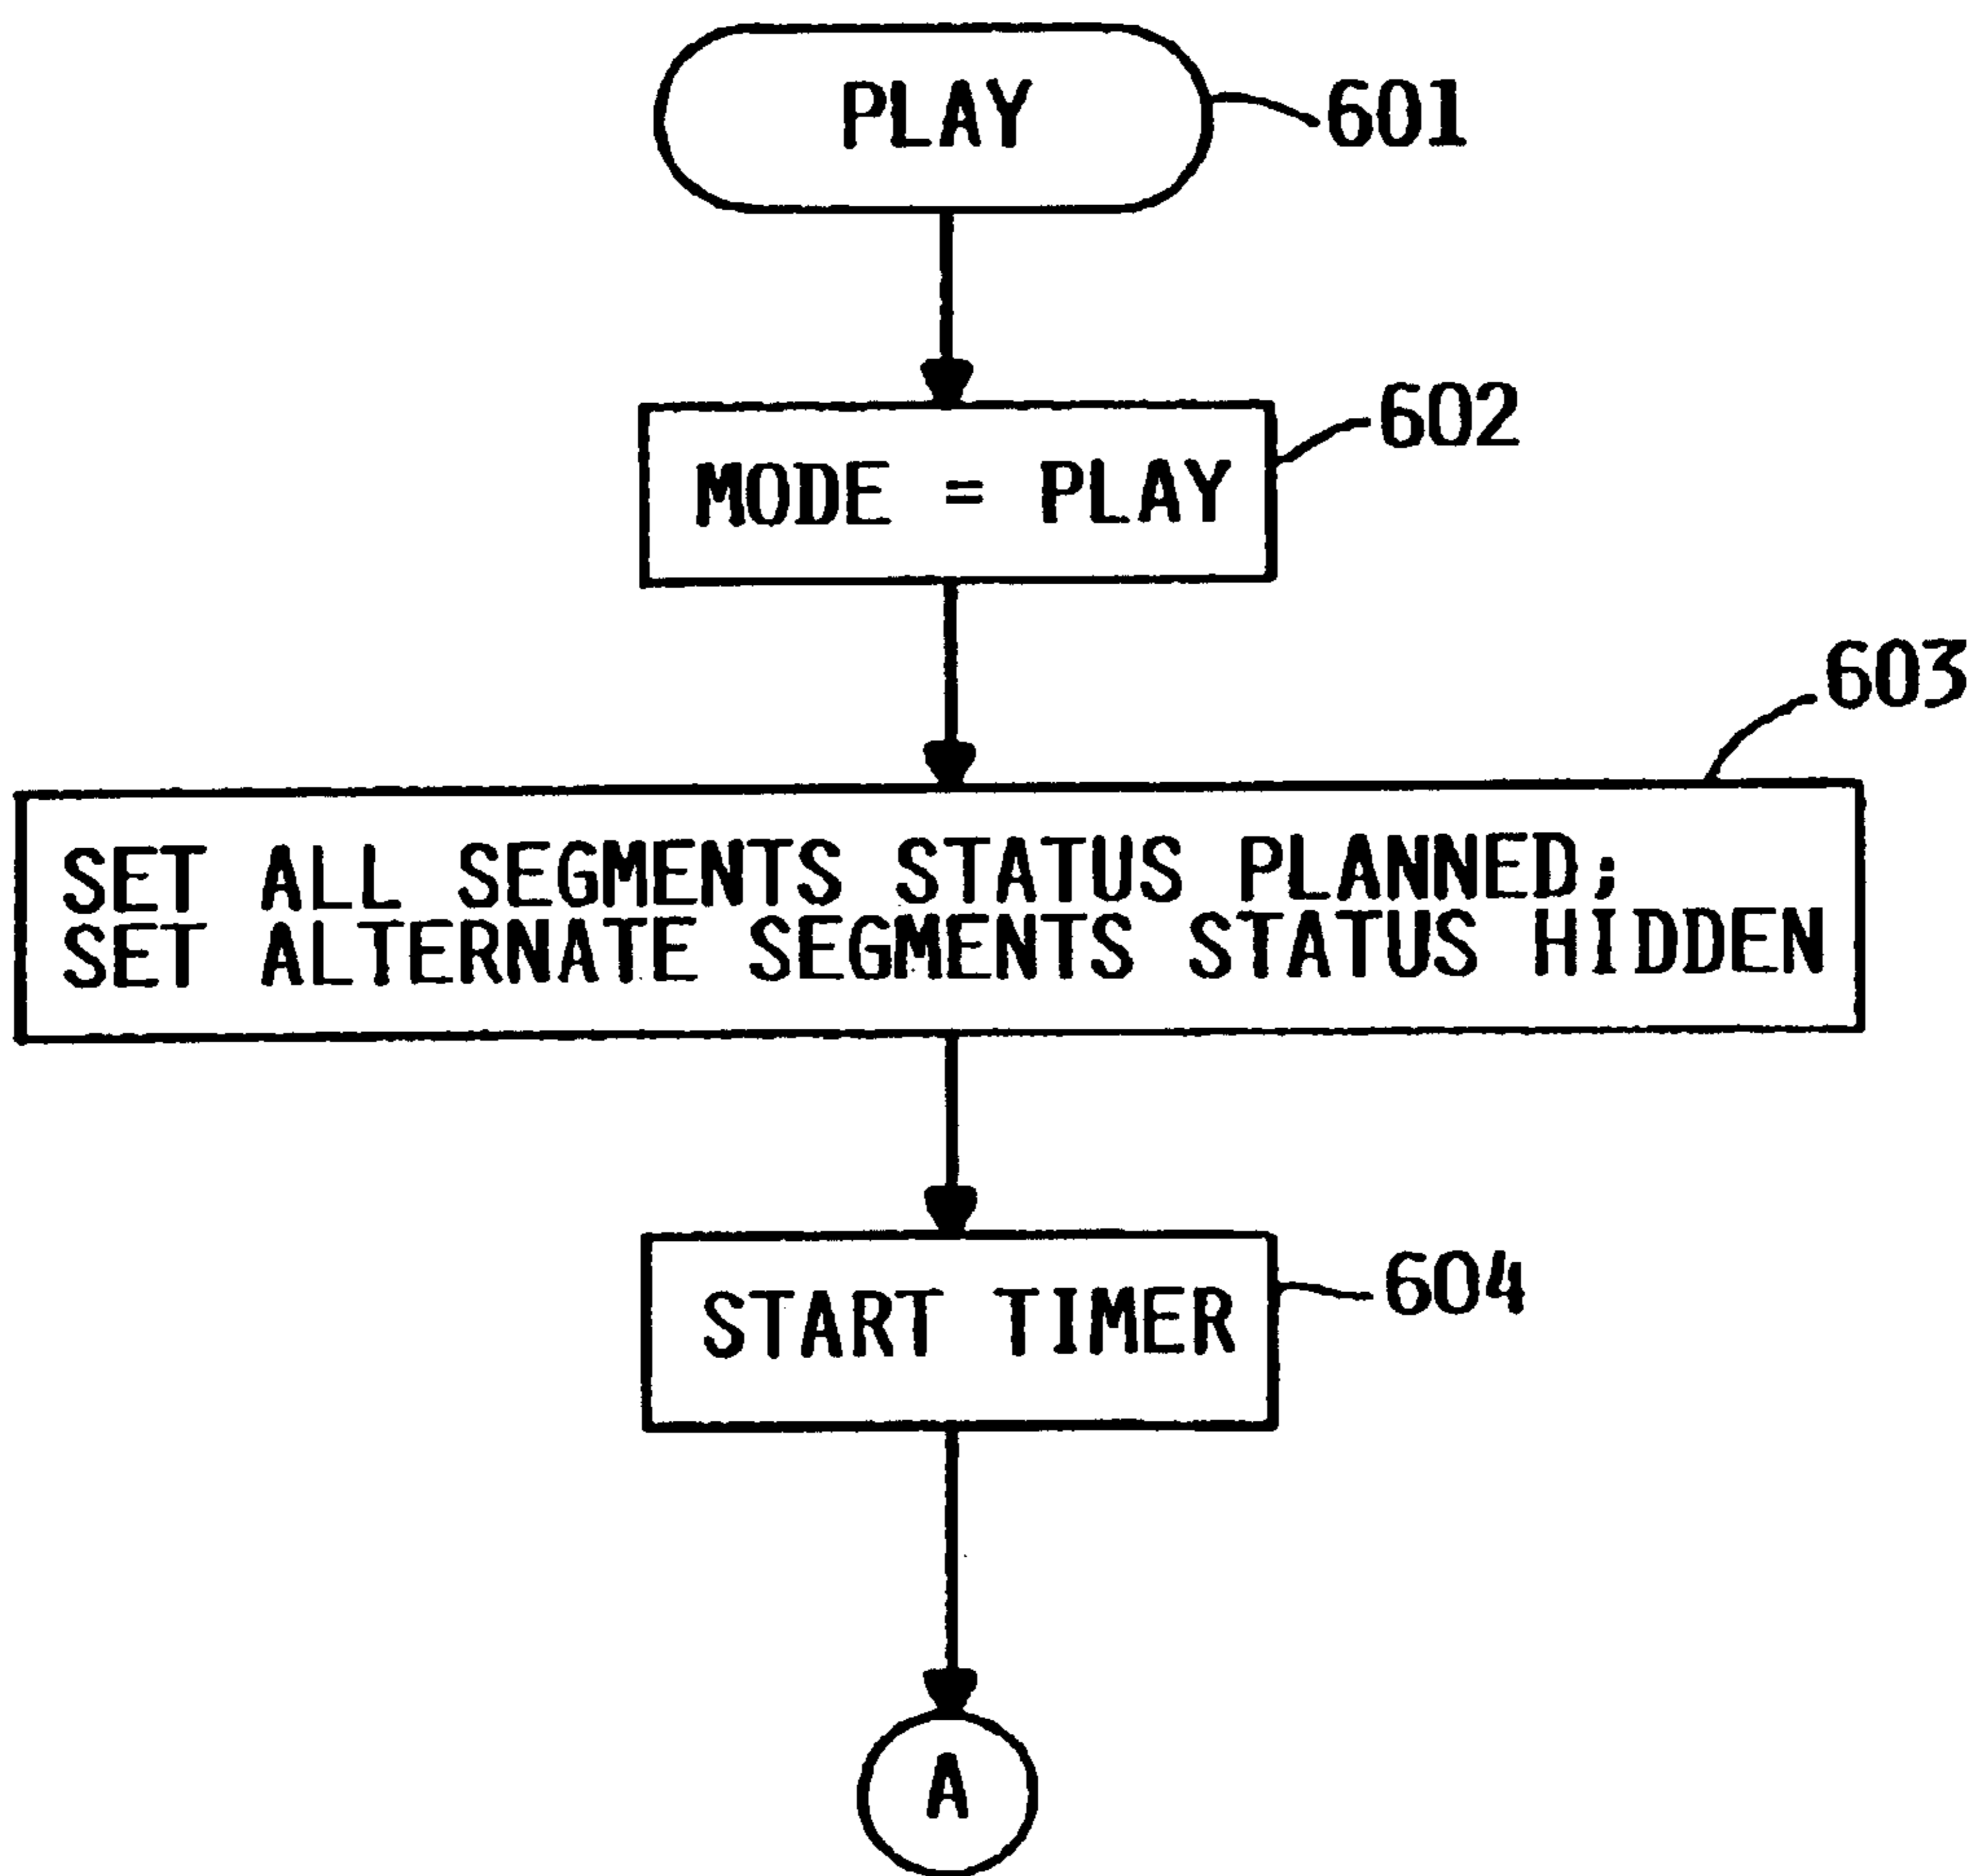 PLAY
601
602
MODE = PLAY
603
SET ALL SEGMENTS STATUS PLANNED;
SET ALTERNATE SEGMENTS STATUS HIDDEN
604
START TIMER
A